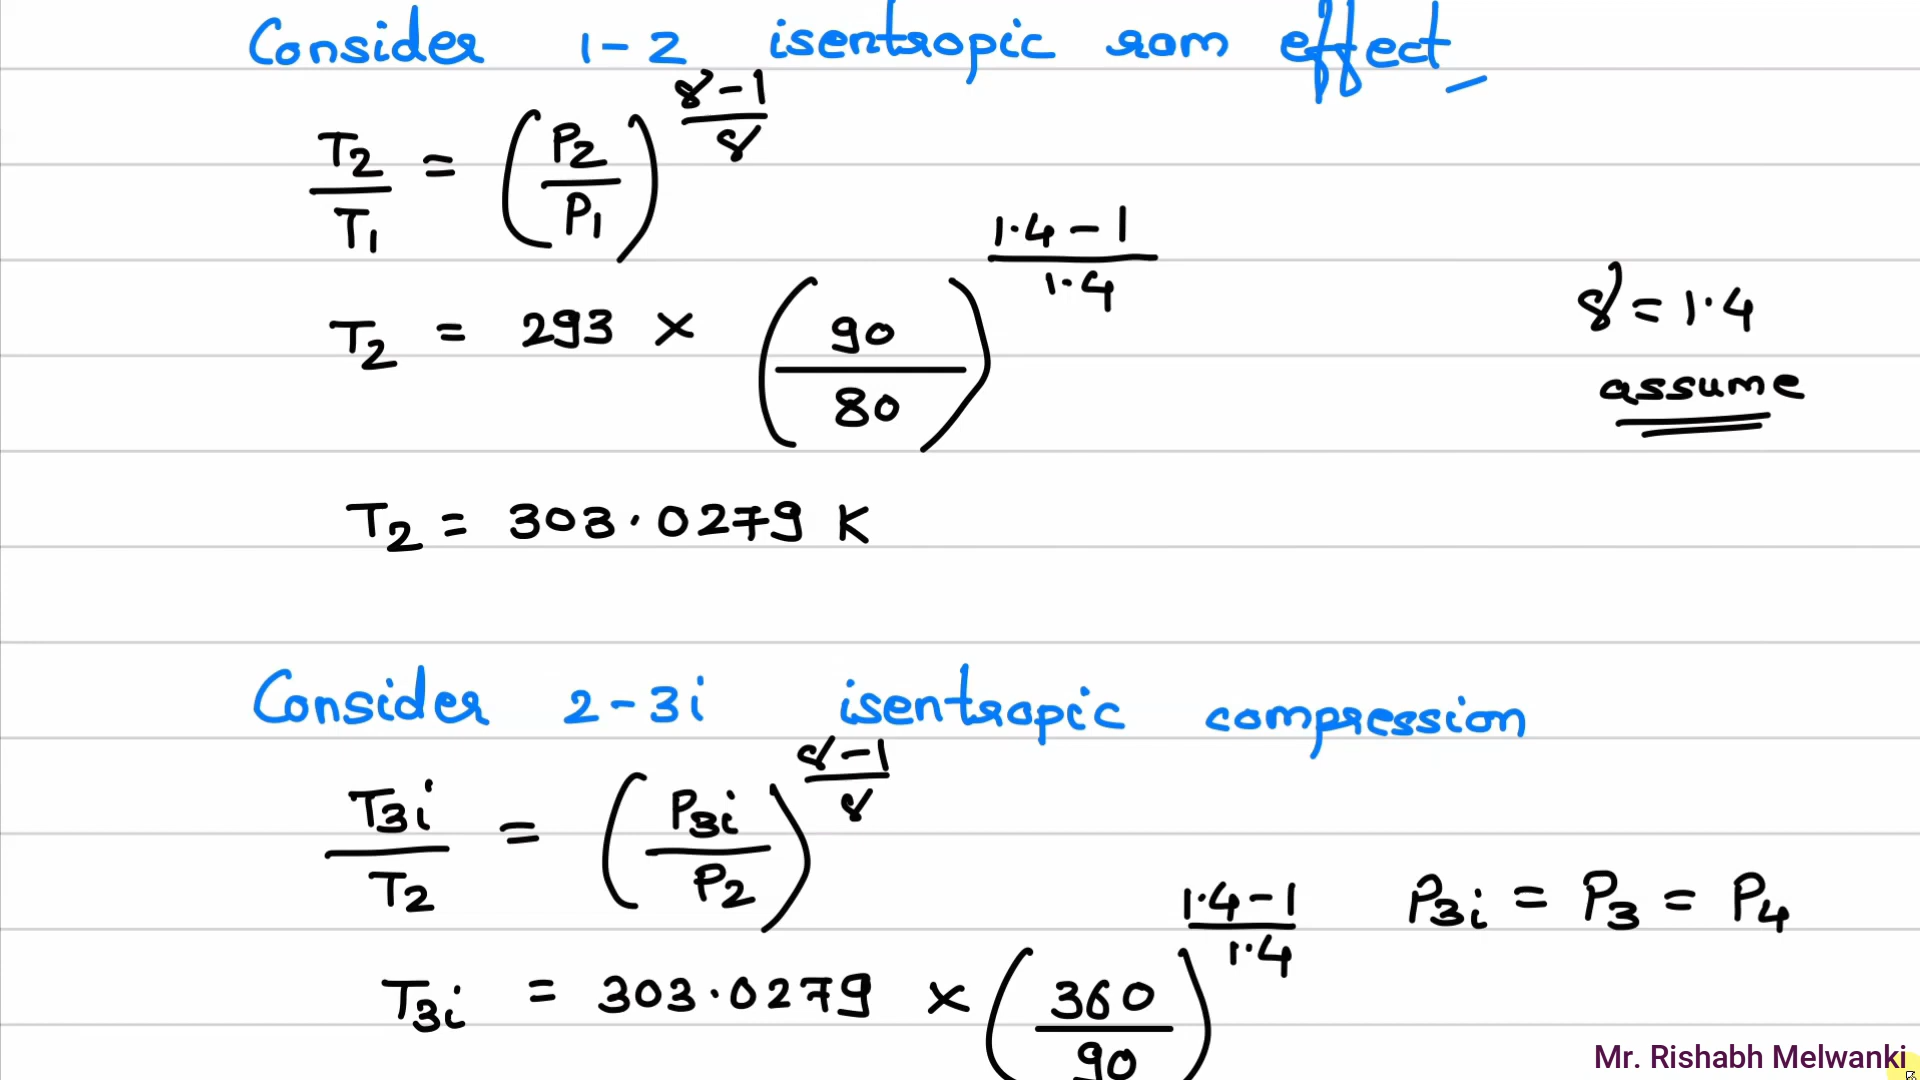 Consider 1-2 isentropic ram effect
T2/T1 = (P2/P1)^(γ-1)/γ
T2 = 293 × (90/80)^(1.4-1)/1.4
γ = 1.4
assume
T2 = 303.0279 K
Consider 2-3i isentropic compression
T3i/T2 = (P3i/P2)^(γ-1)/γ
P3i = P3 = P4
T3i = 303.0279 × (360/90)^(1.4-1)/1.4
Mr. Rishabh Melwanki